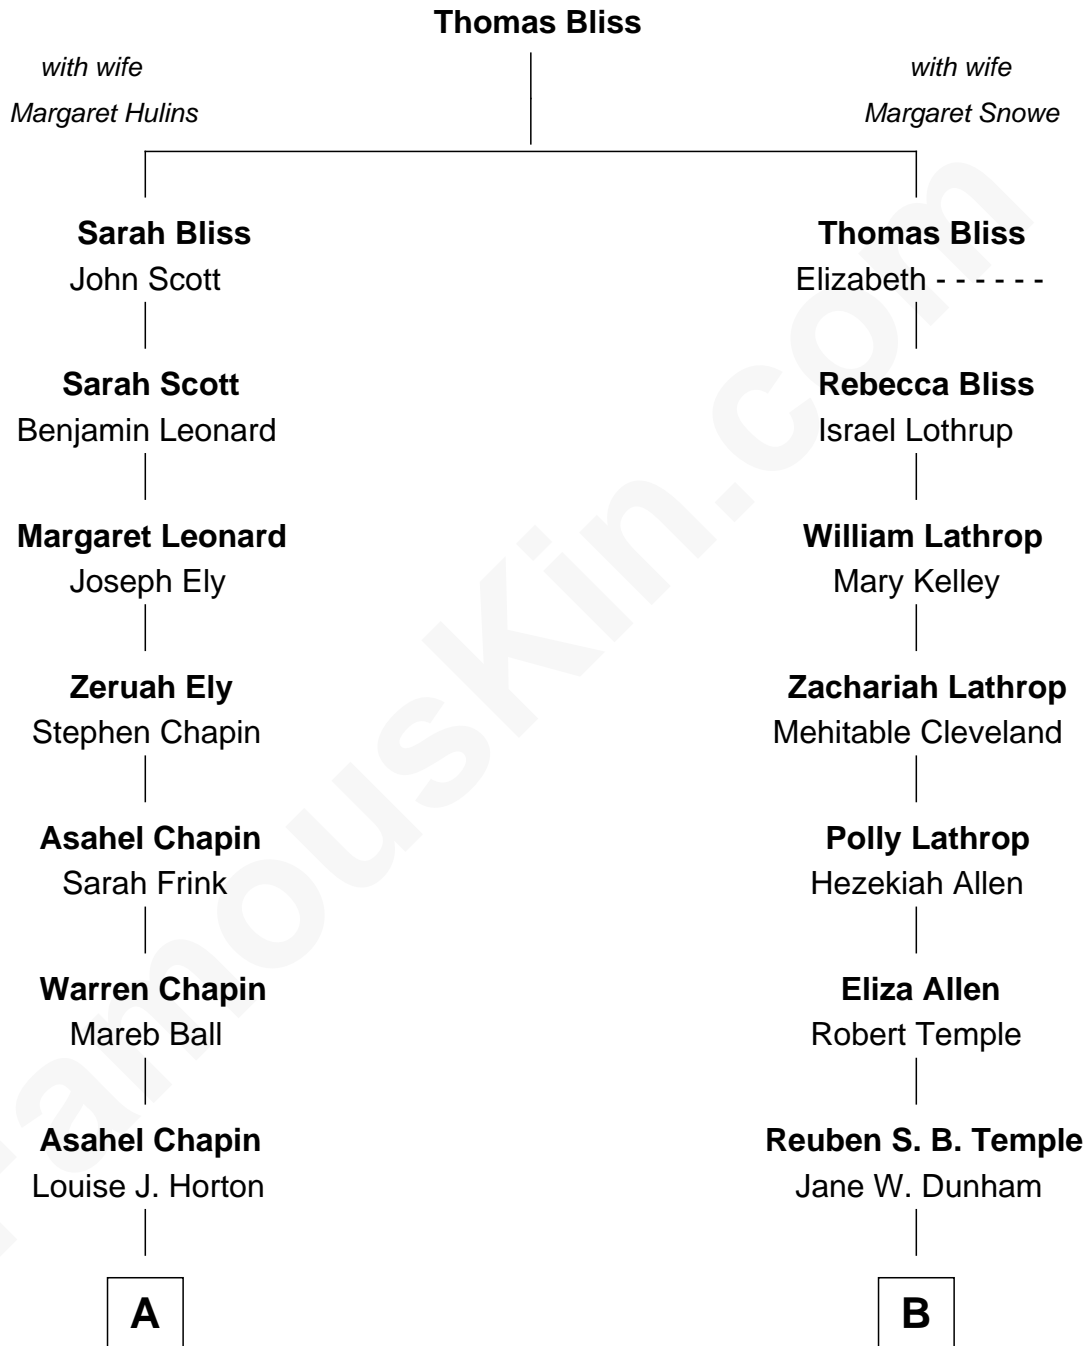 Thomas Bliss
with wife
Margaret Hulins
with wife
Margaret Snowe
Sarah Bliss
John Scott
Thomas Bliss
Elizabeth - - - - - -
Sarah Scott
Benjamin Leonard
Rebecca Bliss
Israel Lothrup
Margaret Leonard
Joseph Ely
William Lathrop
Mary Kelley
Zeruah Ely
Stephen Chapin
Zachariah Lathrop
Mehitable Cleveland
Asahel Chapin
Sarah Frink
Polly Lathrop
Hezekiah Allen
Warren Chapin
Mareb Ball
Eliza Allen
Robert Temple
Asahel Chapin
Louise J. Horton
Reuben S. B. Temple
Jane W. Dunham
A
B
FamousKin.com